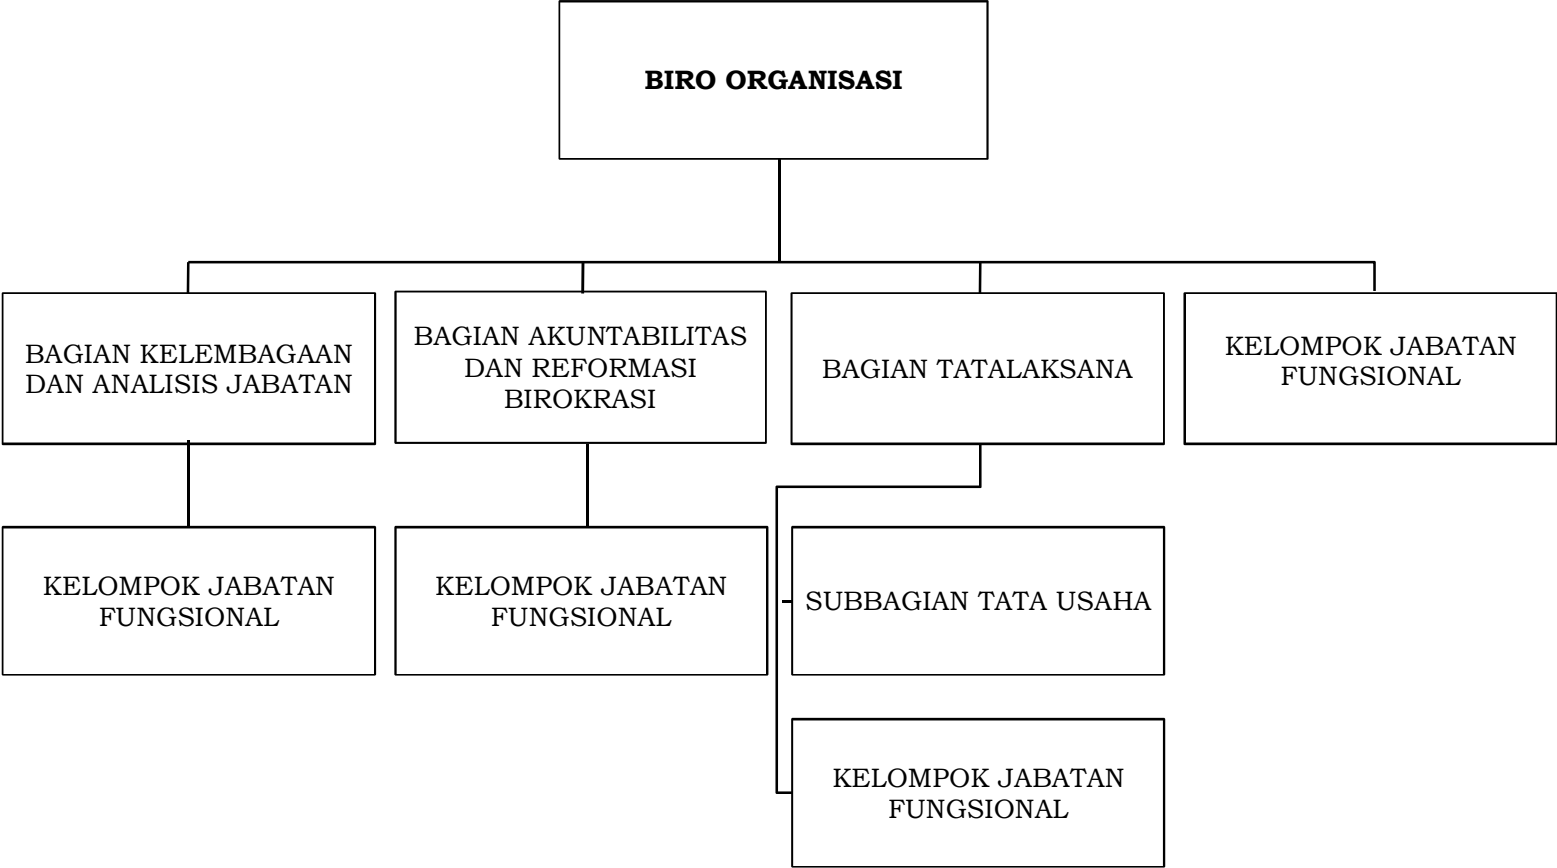 BIRO ORGANISASI
BAGIAN KELEMBAGAAN
DAN ANALISIS JABATAN
BAGIAN AKUNTABILITAS
DAN REFORMASI
BIROKRASI
BAGIAN TATALAKSANA
KELOMPOK JABATAN
FUNGSIONAL
KELOMPOK JABATAN
FUNGSIONAL
KELOMPOK JABATAN
FUNGSIONAL
SUBBAGIAN TATA USAHA
KELOMPOK JABATAN
FUNGSIONAL